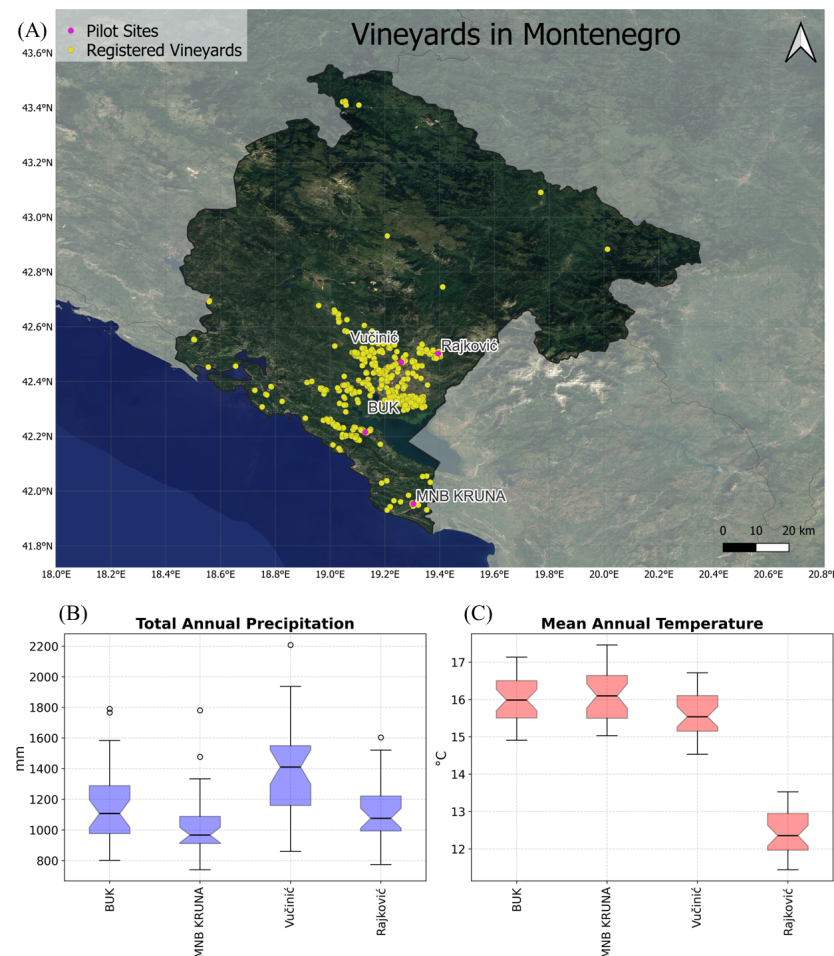 (A)
Pilot Sites
Registered Vineyards
Vineyards in Montenegro
43.6°N
43.4°N
43.2°N
43.0°N
42.8°N
42.6°N
42.4°N
42.2°N
42.0°N
41.8°N
Vučinić
Rajković
BUK
MNB KRUNA
0 10 20 km
18.0°E 18.2°E 18.4°E 18.6°E 18.8°E 19.0°E 19.2°E 19.4°E 19.6°E 19.8°E 20.0°E 20.2°E 20.4°E 20.6°E 20.8°E
(B)
Total Annual Precipitation
mm
2200
2000
1800
1600
1400
1200
1000
800
BUK
MNB KRUNA
Vučinić
Rajković
(C)
Mean Annual Temperature
°C
17
16
15
14
13
12
BUK
MNB KRUNA
Vučinić
Rajković